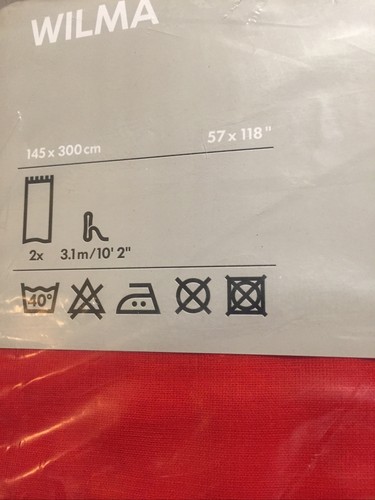 WILMA
145 x 300 cm 57 x 118"
2x 3.1m/10' 2"
40°